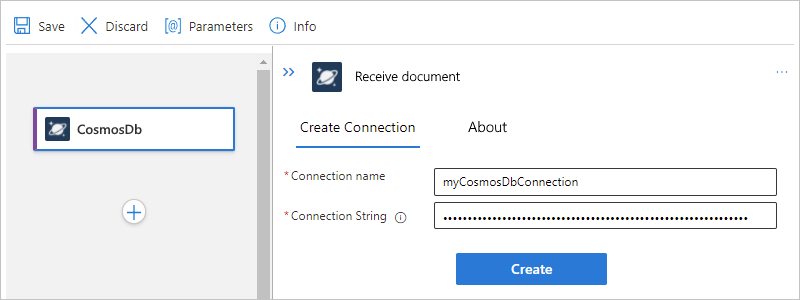 Save Discard [@] Parameters Info
Receive document
CosmosDb
Create Connection About
*Connection name myCosmosDbConnection
*Connection String ••••••••••••••••••••••••••••••••••••••••••••••••••••••••••••••
Create